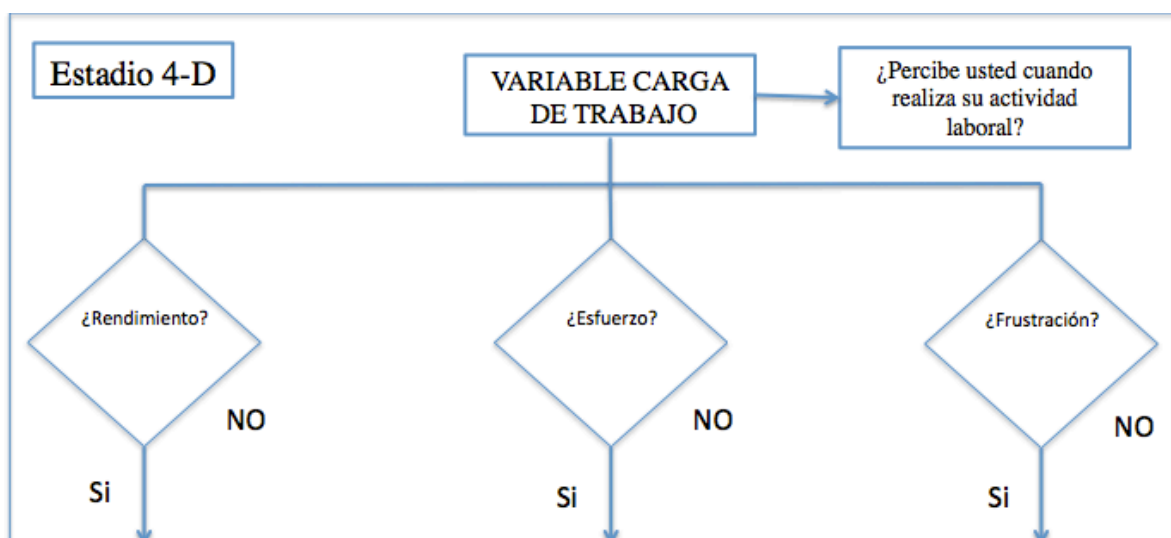 Estadio 4-D
VARIABLE CARGA
DE TRABAJO
¿Percibe usted cuando
realiza su actividad
laboral?
¿Rendimiento?
¿Esfuerzo?
¿Frustración?
NO
NO
NO
Si
Si
Si